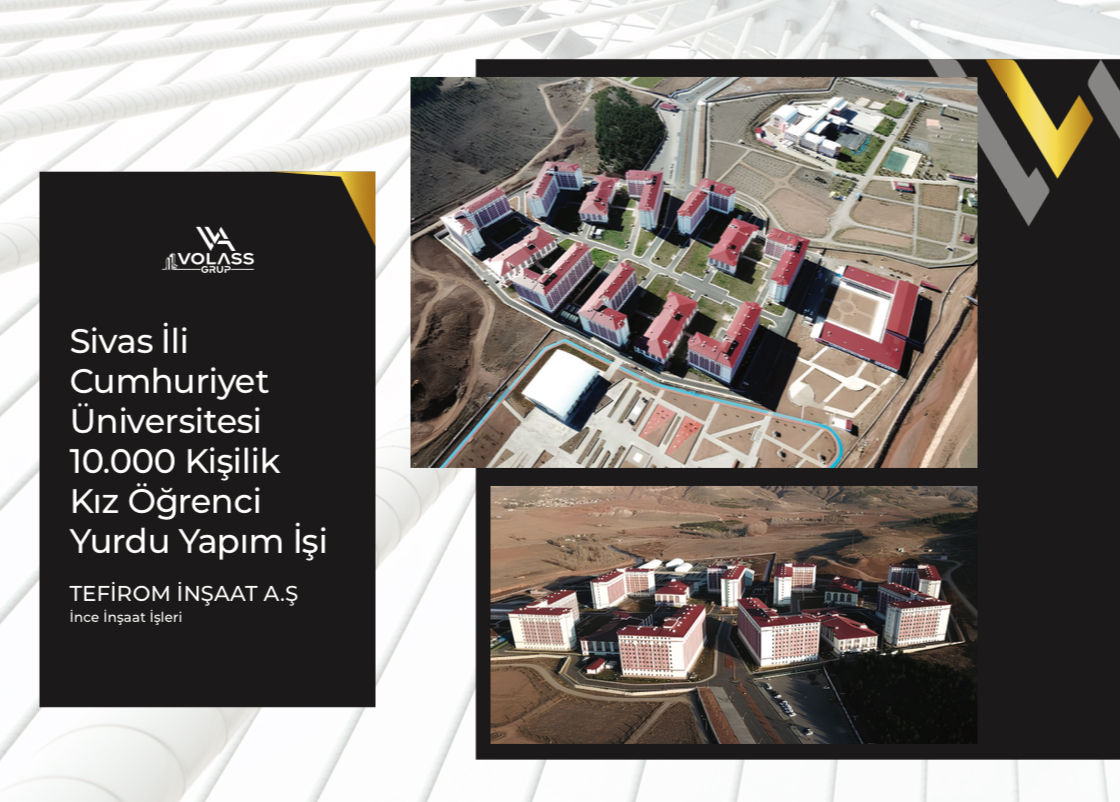 VOLASS
GRUP
Sivas İli
Cumhuriyet
Üniversitesi
10.000 Kişilik
Kız Öğrenci
Yurdu Yapım İşi
TEFİROM İNŞAAT A.Ş
İnce İnşaat İşleri